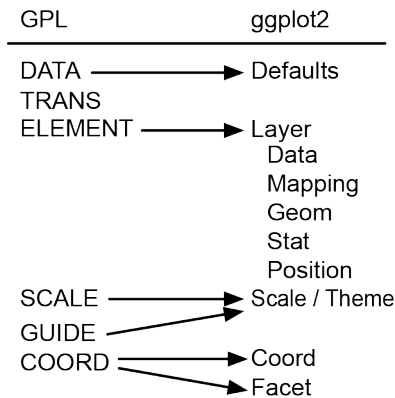 GPL ggplot2
DATA Defaults
TRANS
ELEMENT Layer
Data
Mapping
Geom
Stat
Position
SCALE Scale / Theme
GUIDE
COORD Coord
Facet